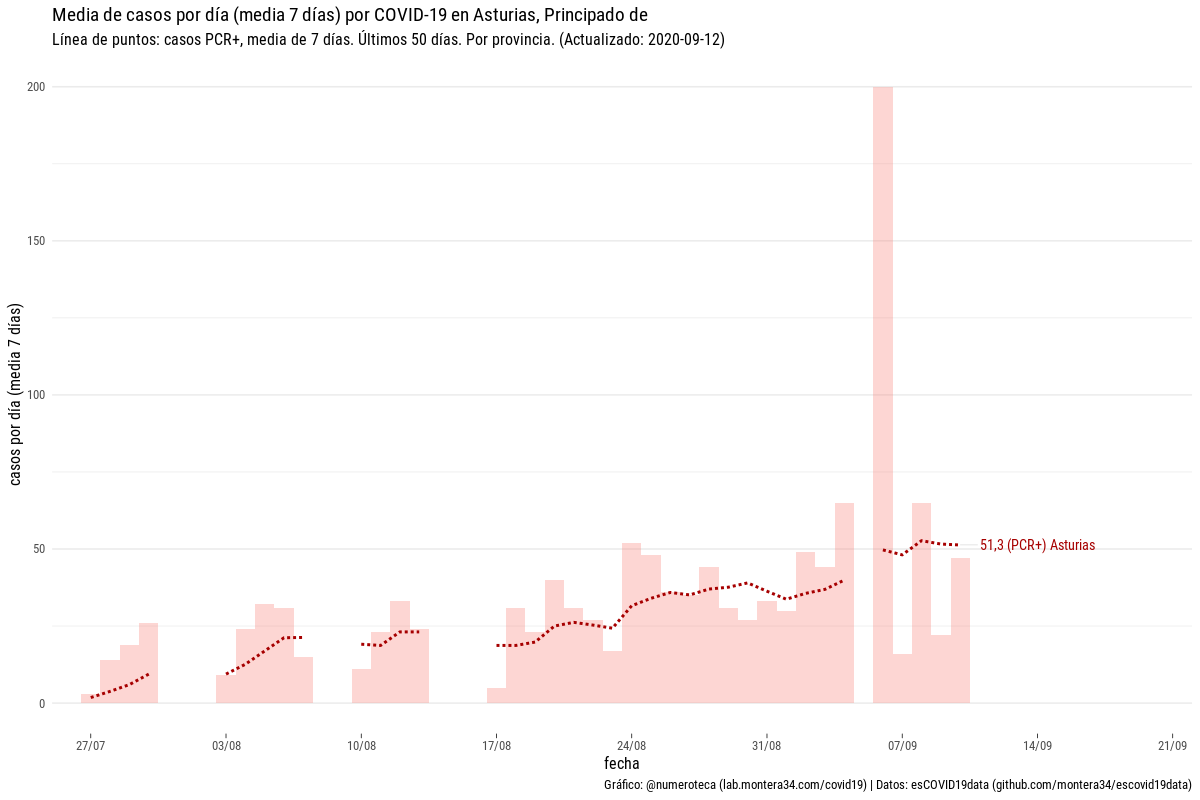 Media de casos por día (media 7 días) por COVID-19 en Asturias, Principado de
Línea de puntos: casos PCR+, media de 7 días. Últimos 50 días. Por provincia. (Actualizado: 2020-09-12)
casos por día (media 7 días)
200
150
100
50
0
51,3 (PCR+) Asturias
27/07
03/08
10/08
17/08
24/08
31/08
07/09
14/09
21/09
fecha
Gráfico: @numeroteca (lab.montera34.com/covid19) | Datos: esCOVID19data (github.com/montera34/escovid19data)